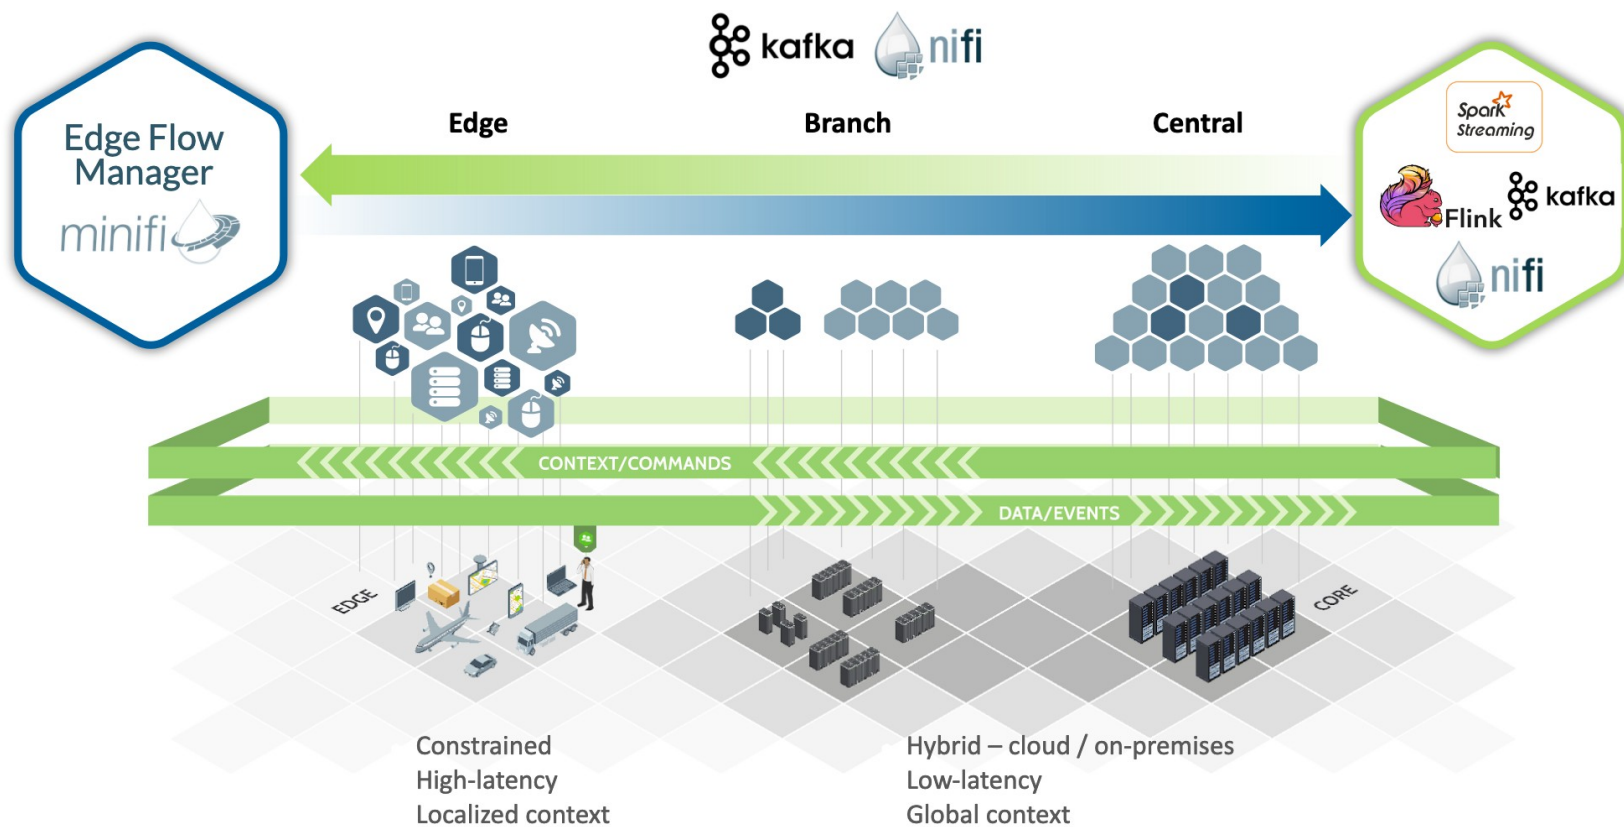 kafka
nifi
Edge
Branch
Central
Edge Flow
Manager
minifi
Spark
Streaming
Flink
kafka
nifi
CONTEXT/COMMANDS
DATA/EVENTS
EDGE
CORE
Constrained
High-latency
Localized context
Hybrid – cloud / on-premises
Low-latency
Global context